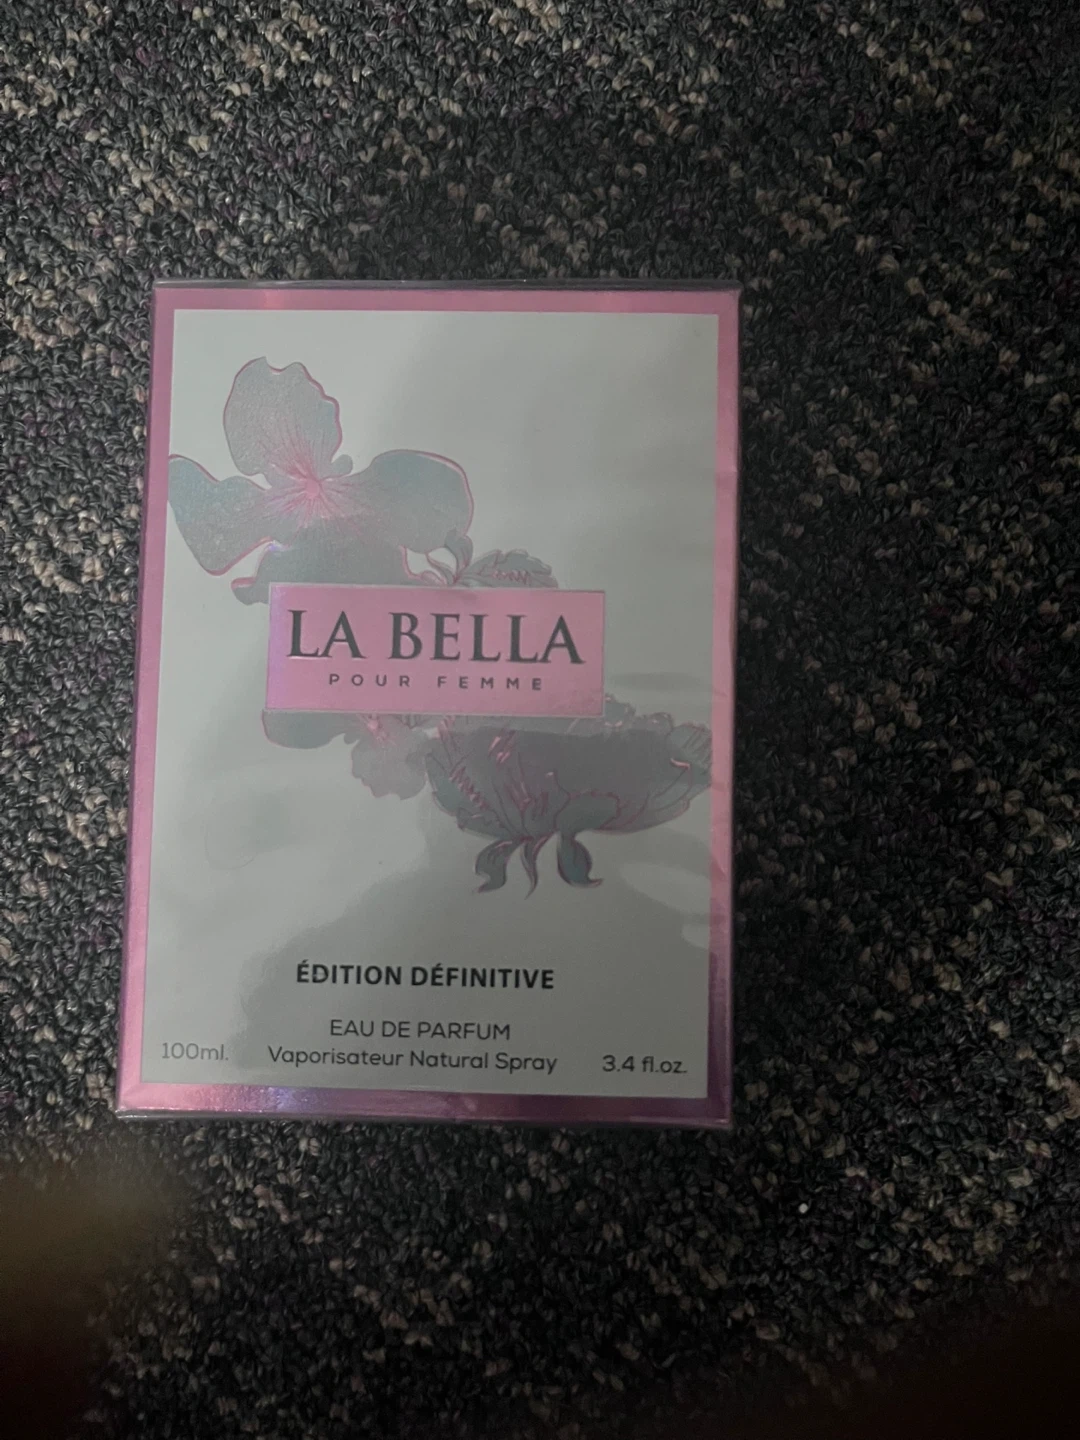 LA BELLA
POUR FEMME
ÉDITION DÉFINITIVE
EAU DE PARFUM
100ml. Vaporisateur Natural Spray 3.4 fl.oz.